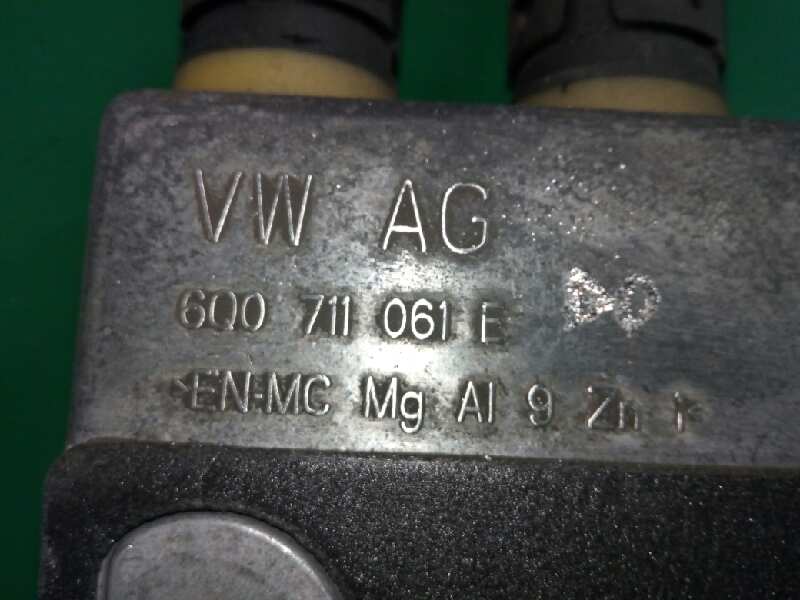 VW AG
6Q0 711 061 E
>EN-MC Mg Al 9 Zn 1<